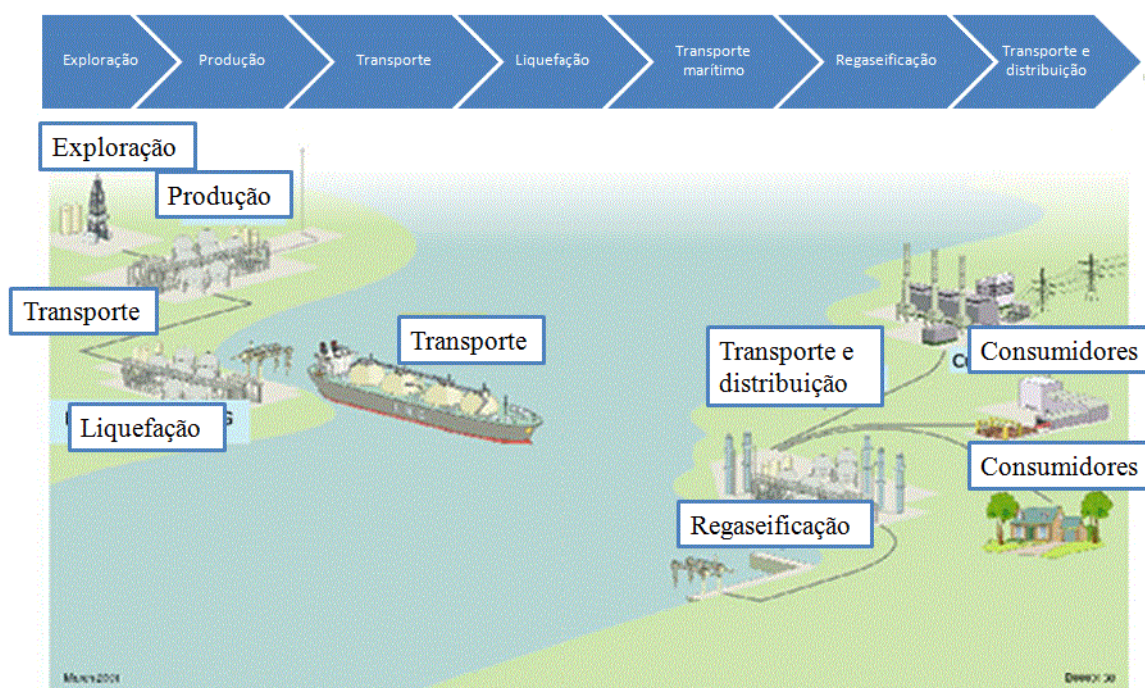 Exploração
Produção
Transporte
Liquefação
Transporte
marítimo
Regaseificação
Transporte e
distribuição
Exploração
Produção
Transporte
Transporte
Transporte e
distribuição
Consumidores
Liquefação
Consumidores
Regaseificação